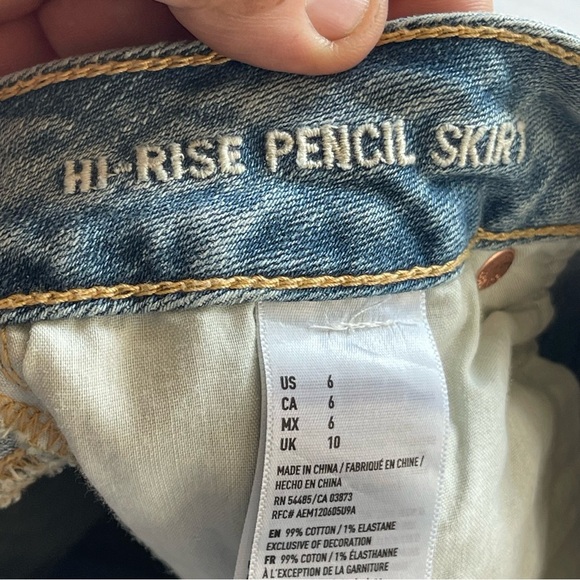 HI-RISE PENCIL SKIRT
US 6
CA 6
MX 6
UK 10
MADE IN CHINA / FABRIQUÉ EN CHINE /
HECHO EN CHINA
RN 54485/CA 03873
RFC# AEM120605U9A
EN 99% COTTON / 1% ELASTANE
EXCLUSIVE OF DECORATION
FR 99% COTON / 1% ÉLASTHANNE
À L'EXCEPTION DE LA GARNITURE